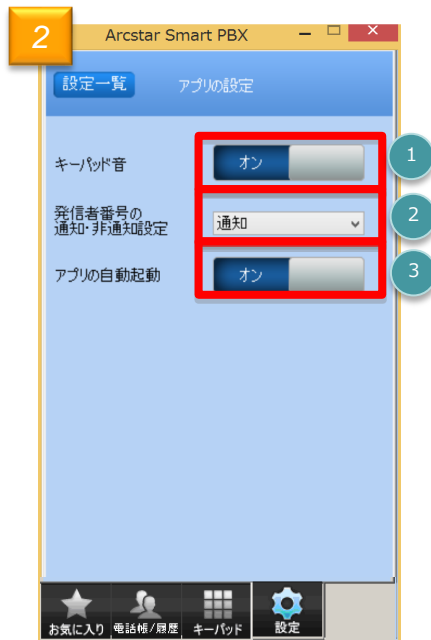 2
Arcstar Smart PBX
設定一覧
アプリの設定
キーパッド音
オン
1
発信者番号の
通知・非通知設定
通知
2
アプリの自動起動
オン
3
お気に入り
電話帳/履歴
キーパッド
設定